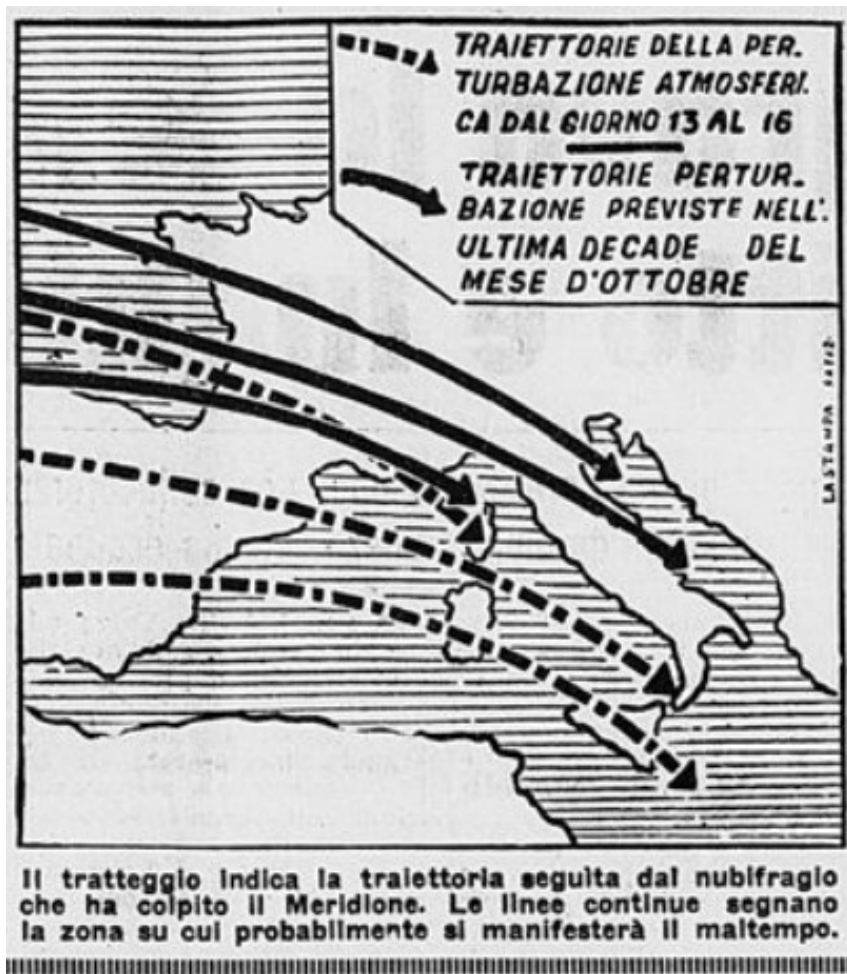 TRAIETTORIE DELLA PER.
TURBAZIONE ATMOSFERI.
CA DAL GIORNO 13 AL 16
TRAIETTORIE PERTUR.
BAZIONE PREVISTE NELL'.
ULTIMA DECADE DEL
MESE D'OTTOBRE
LA STAMPA
Il tratteggio indica la traiettoria seguita dal nubifragio
che ha colpito il Meridione. Le linee continue segnano
la zona su cui probabilmente si manifesterà il maltempo.